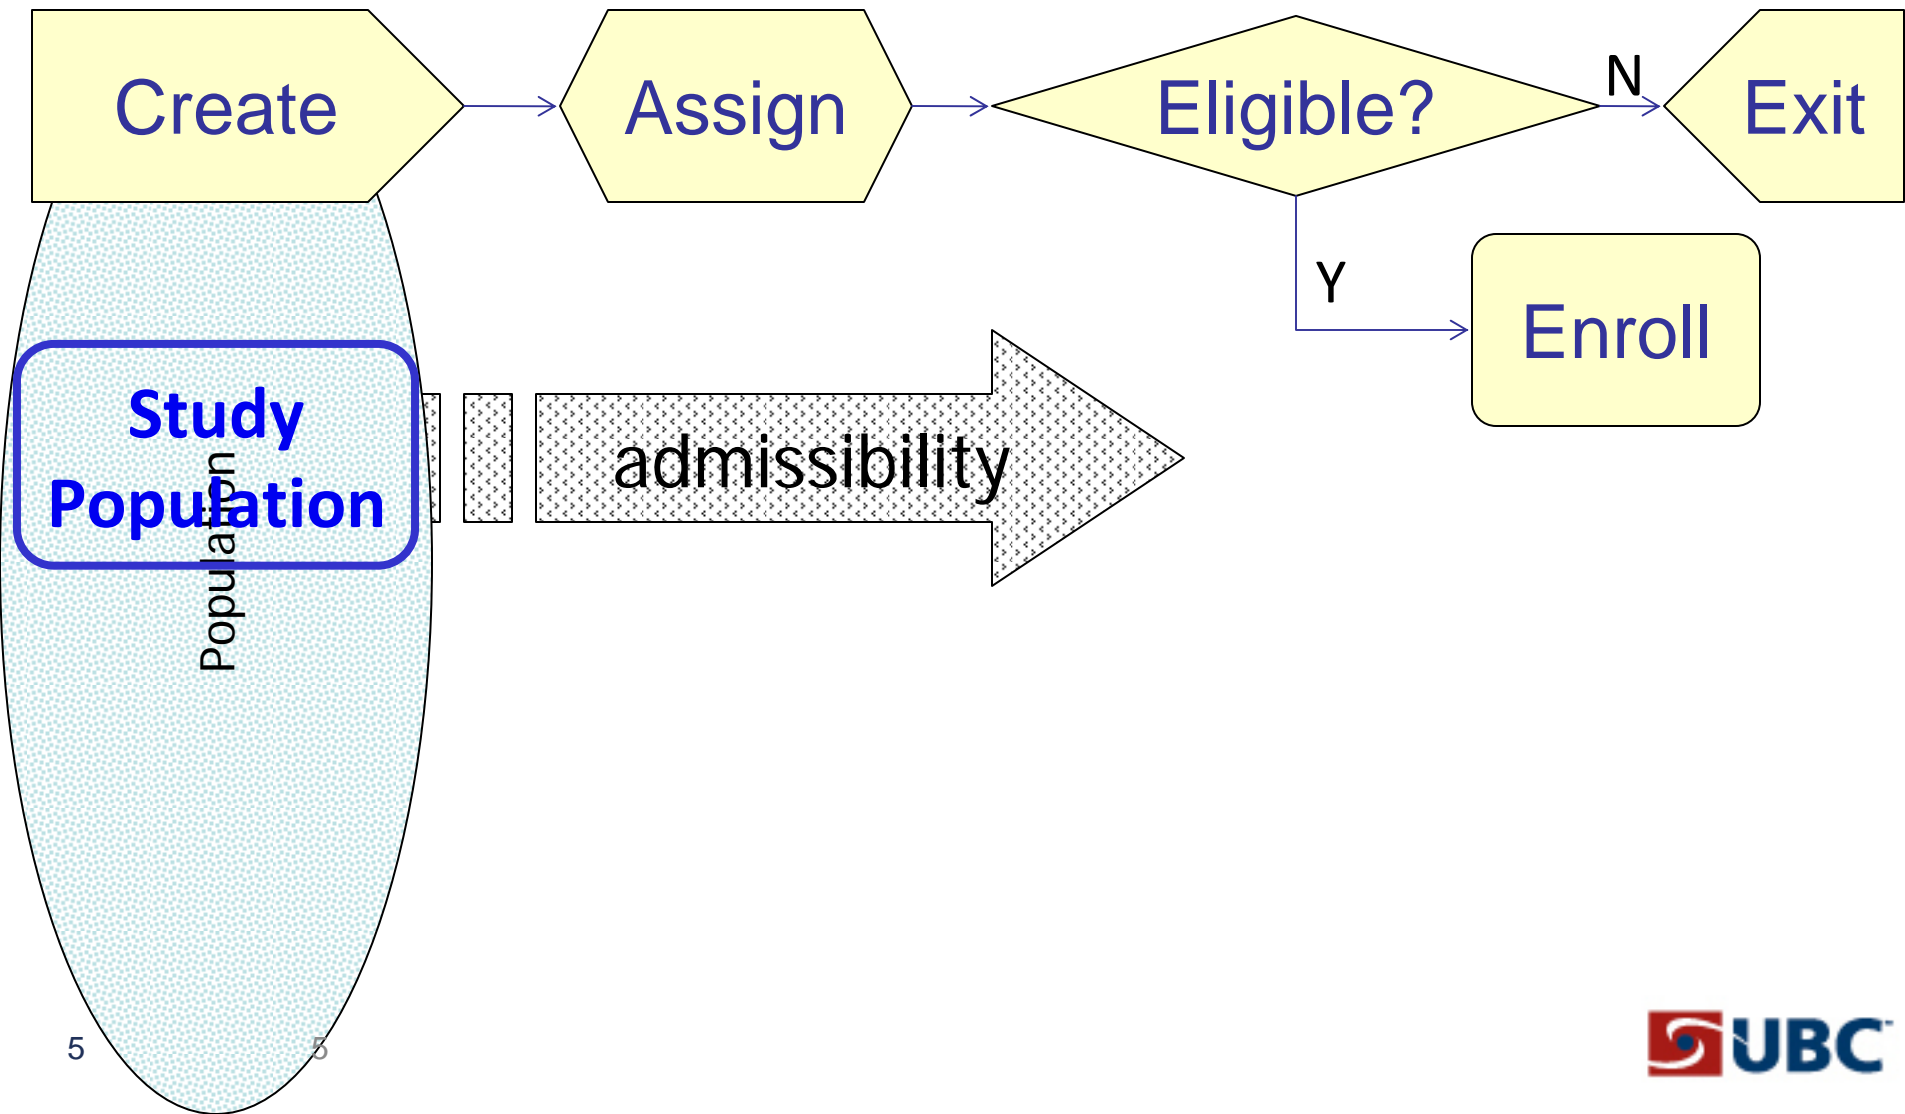 Create
Assign
Eligible?
N
Exit
Y
Enroll
Study
Population
Population
admissibility
5
5
UBC